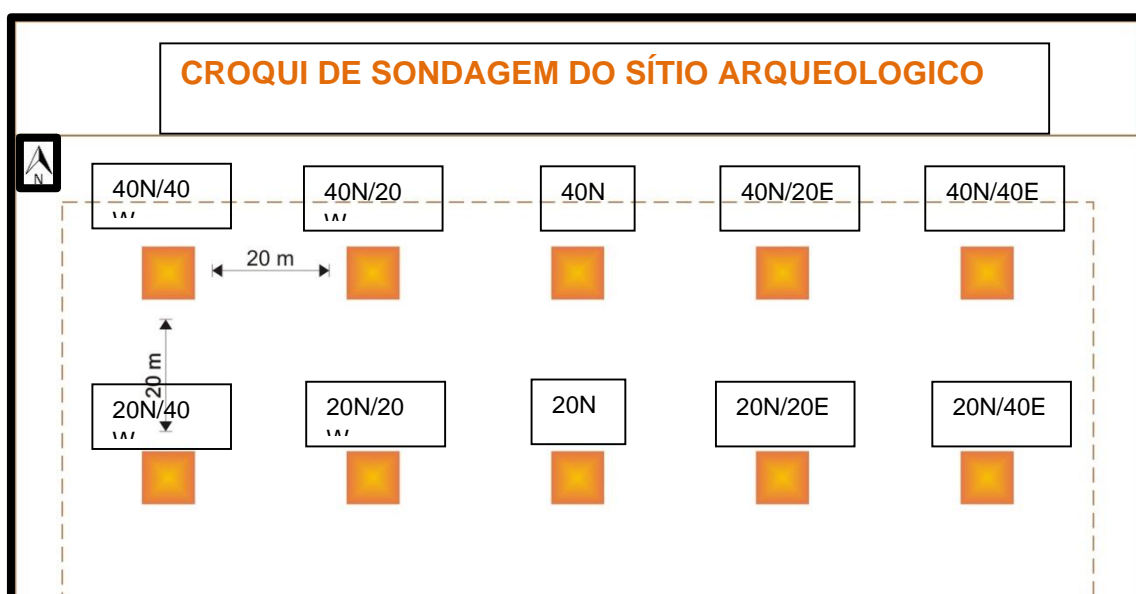 CROQUI DE SONDAGEM DO SÍTIO ARQUEOLOGICO
N
40N/40
W
40N/20
W
40N
40N/20E
40N/40E
20 m
20 m
20N/40
W
20N/20
W
20N
20N/20E
20N/40E